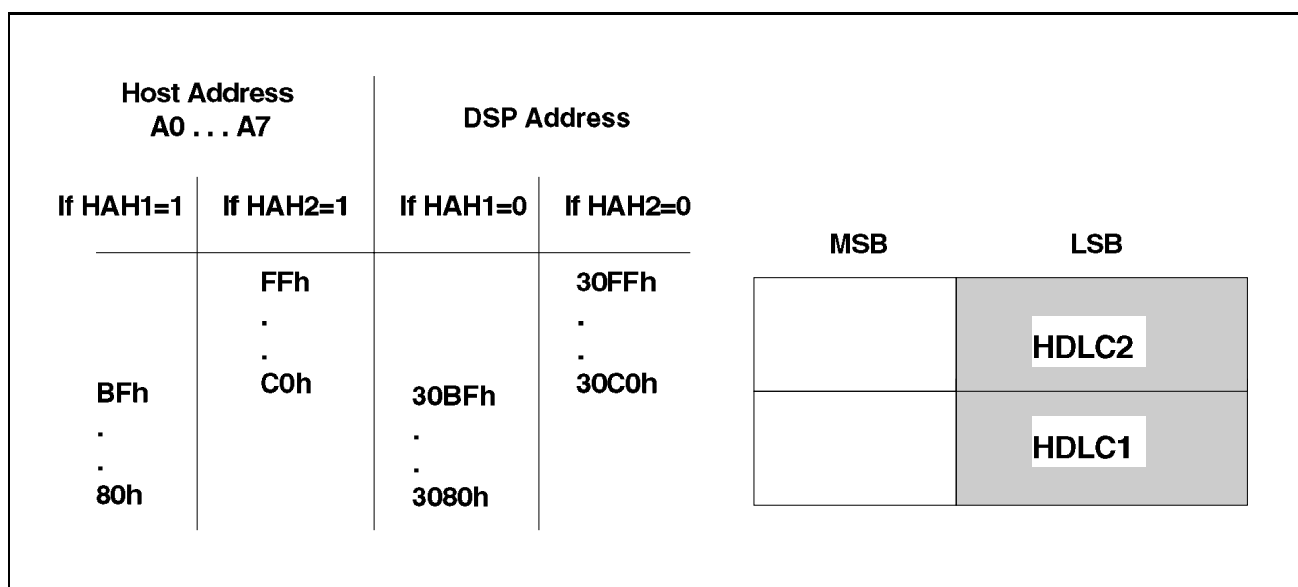 Host Address
A0 . . . A7
DSP Address
If HAH1=1 If HAH2=1 If HAH1=0 If HAH2=0
MSB LSB
FFh 30FFh
. .
. .
C0h 30C0h
HDLC2
BFh 30BFh
. .
. .
80h 3080h
HDLC1